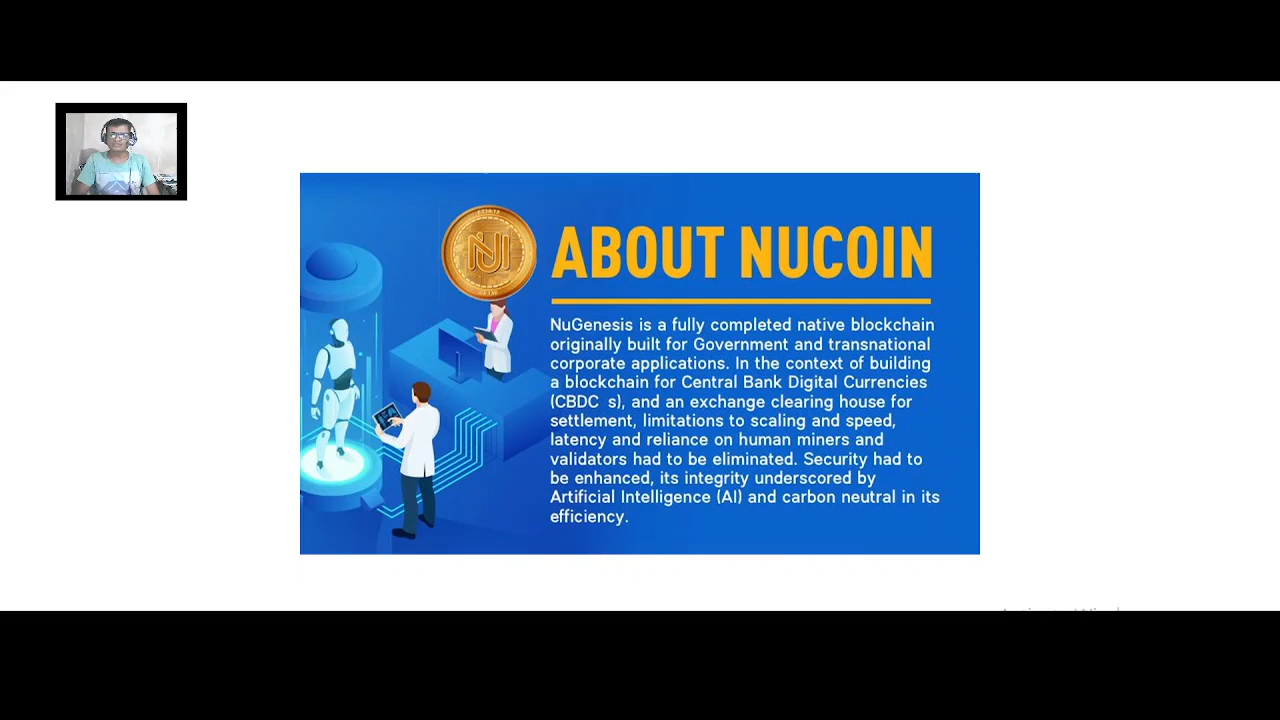 ABOUT NUCOIN
NuGenesis is a fully completed native blockchain
originally built for Government and transnational
corporate applications. In the context of building
a blockchain for Central Bank Digital Currencies
(CBDC s), and an exchange clearing house for
settlement, limitations to scaling and speed,
latency and reliance on human miners and
validators had to be eliminated. Security had to
be enhanced, its integrity underscored by
Artificial Intelligence (AI) and carbon neutral in its
efficiency.